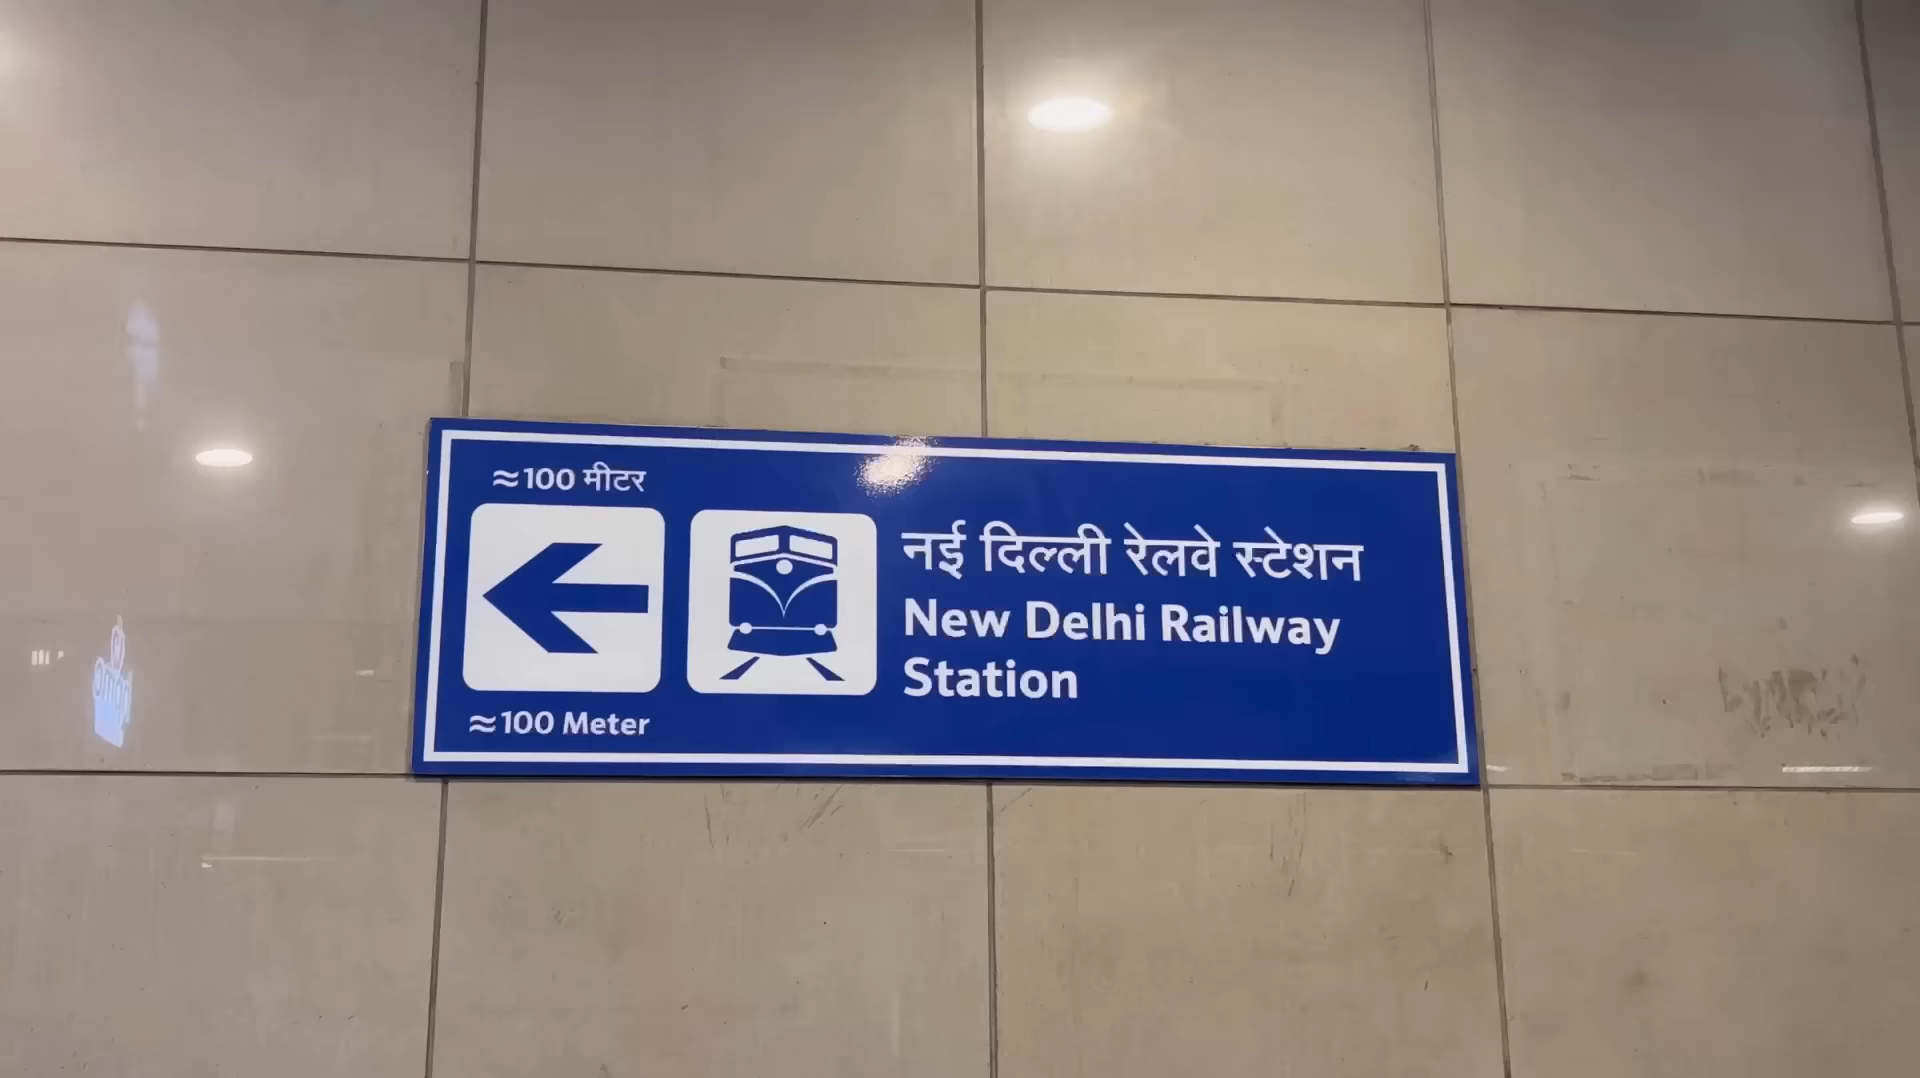 ≈100 मीटर
नई दिल्ली रेलवे स्टेशन
New Delhi Railway
Station
≈100 Meter